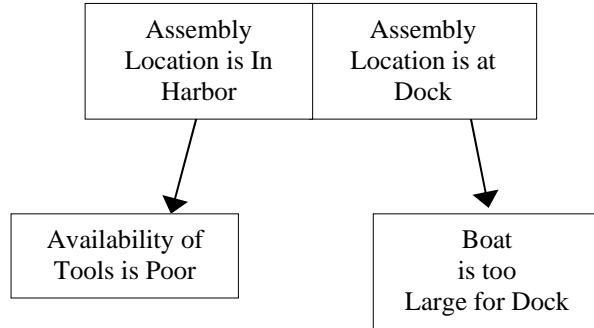 Assembly
Location is In
Harbor
Assembly
Location is at
Dock
Availability of
Tools is Poor
Boat
is too
Large for Dock